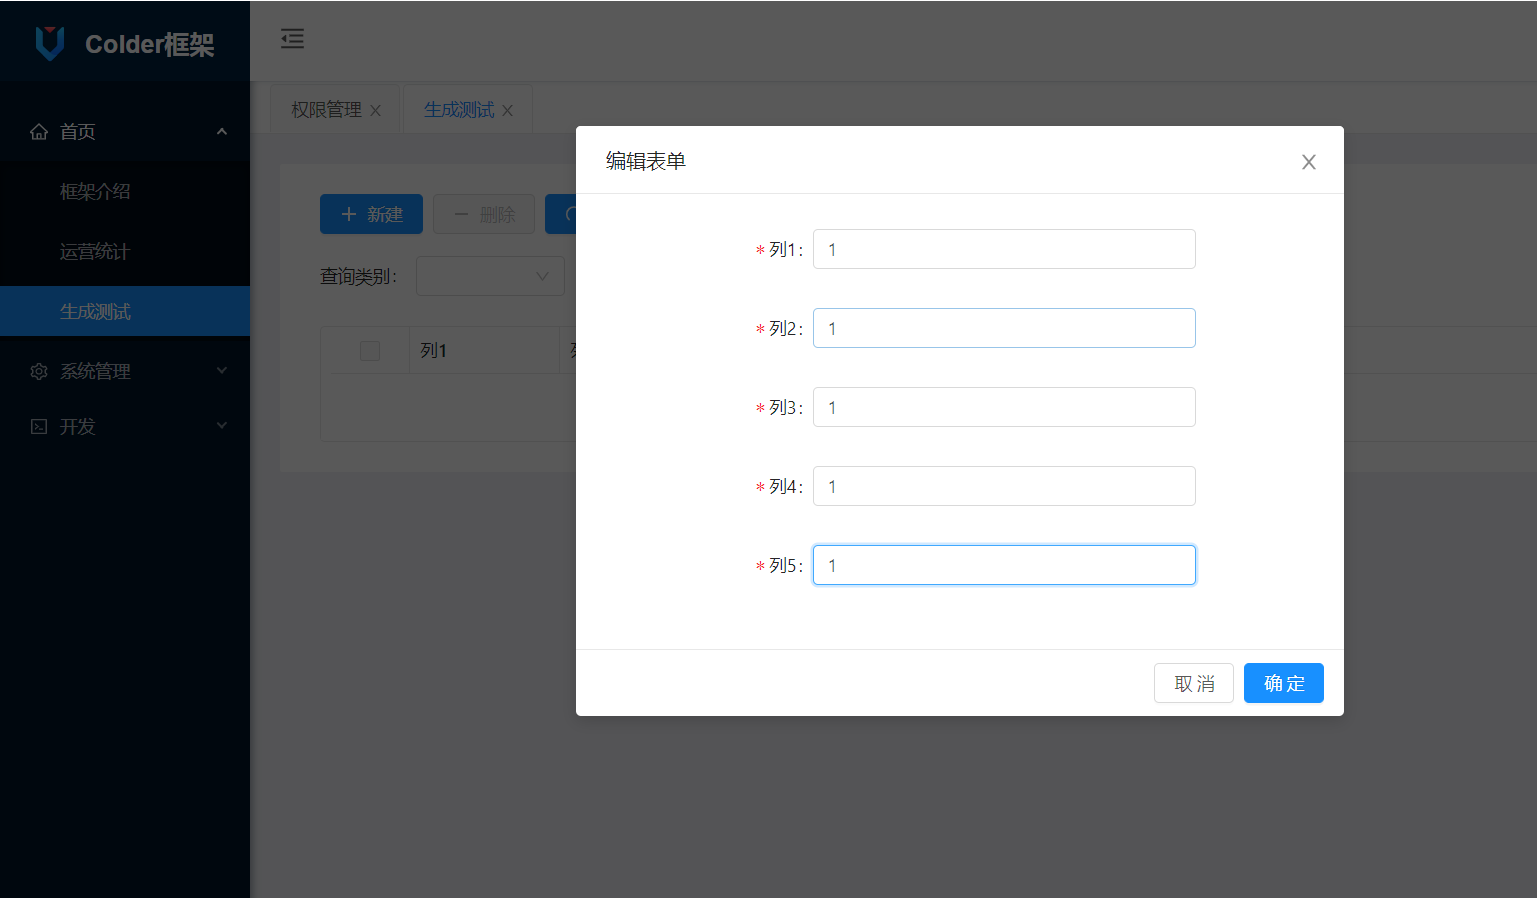 Colder框架
首页
框架介绍
运营统计
生成测试
系统管理
开发
权限管理
生成测试
新建
删除
查询类别：
列1
编辑表单
* 列1： 1
* 列2： 1
* 列3： 1
* 列4： 1
* 列5： 1
取 消
确 定